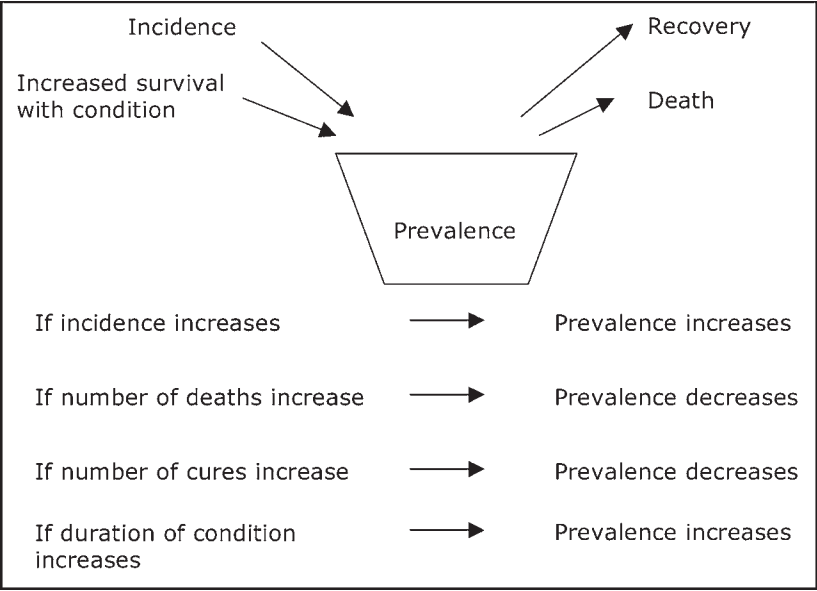 Incidence
Recovery
Increased survival
with condition
Death
Prevalence
If incidence increases
Prevalence increases
If number of deaths increase
Prevalence decreases
If number of cures increase
Prevalence decreases
If duration of condition
increases
Prevalence increases